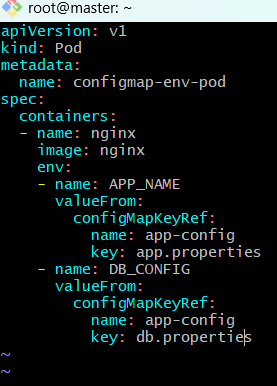 root@master: ~
apiVersion: v1
kind: Pod
metadata:
  name: configmap-env-pod
spec:
  containers:
  - name: nginx
    image: nginx
    env:
    - name: APP_NAME
      valueFrom:
        configMapKeyRef:
          name: app-config
          key: app.properties
    - name: DB_CONFIG
      valueFrom:
        configMapKeyRef:
          name: app-config
          key: db.properties
~
~